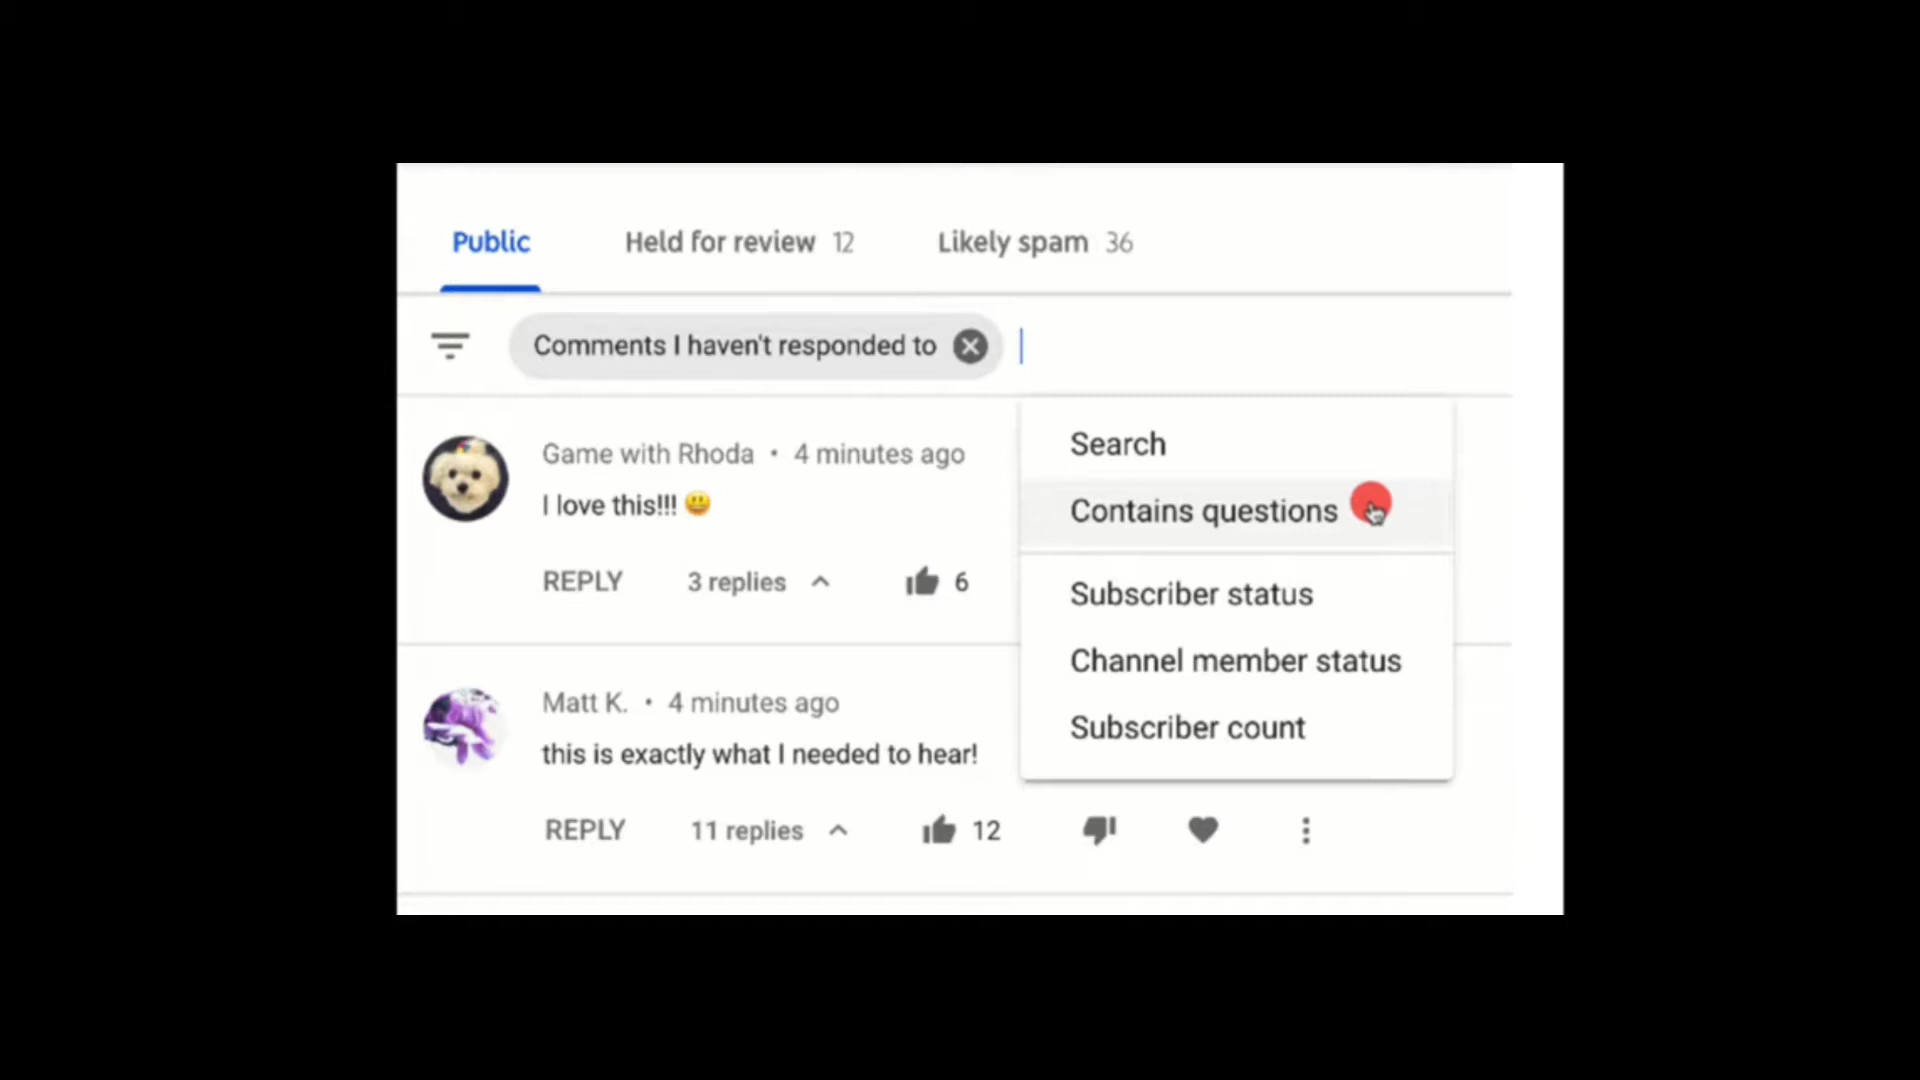 Public Held for review 12 Likely spam 36
Comments I haven't responded to
Game with Rhoda • 4 minutes ago
I love this!!! 😃
REPLY 3 replies 6
Search
Contains questions
Subscriber status
Channel member status
Subscriber count
Matt K. • 4 minutes ago
this is exactly what I needed to hear!
REPLY 11 replies 12